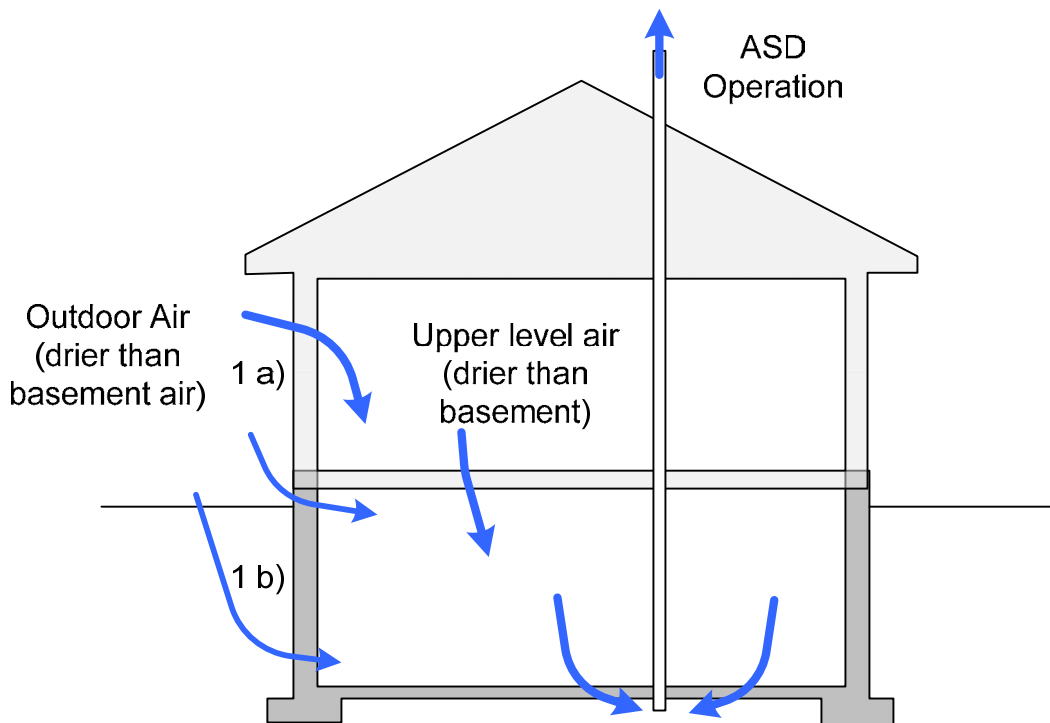 ASD
Operation
Outdoor Air
(drier than
basement air)
1 a)
Upper level air
(drier than
basement)
1 b)